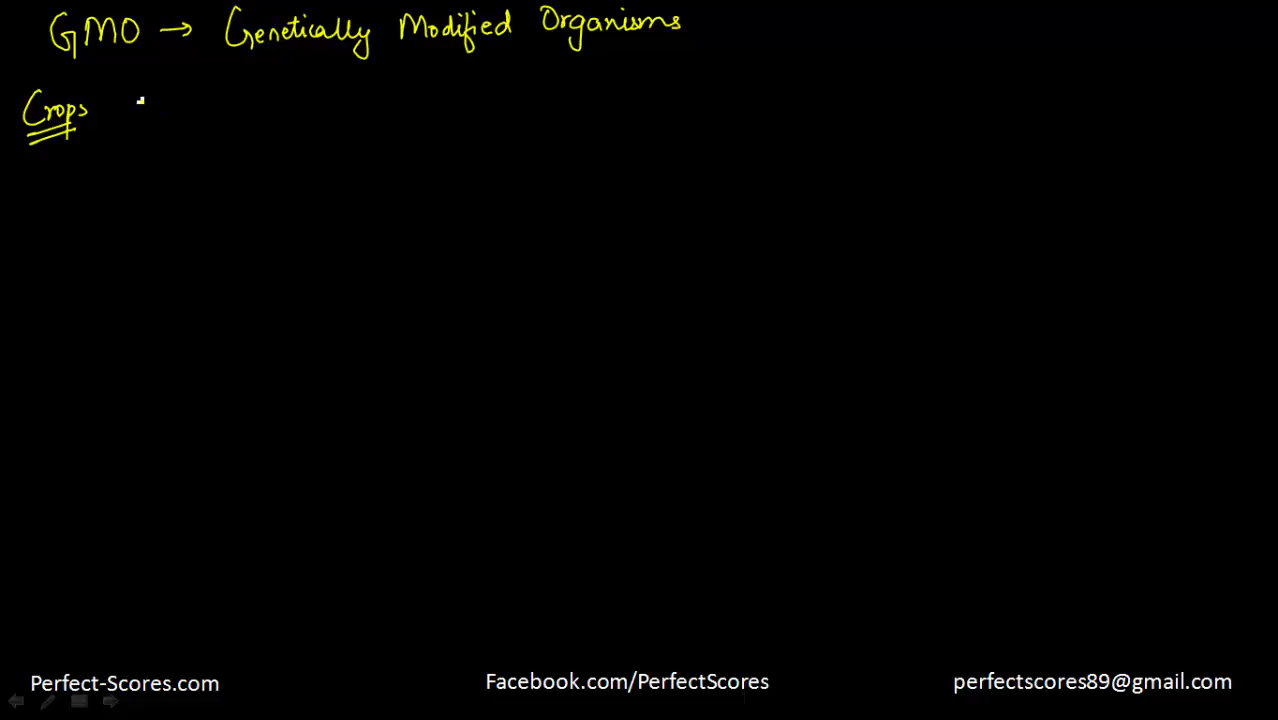 GMO → Genetically Modified Organisms
Crops
Perfect-Scores.com
Facebook.com/PerfectScores
perfectscores89@gmail.com